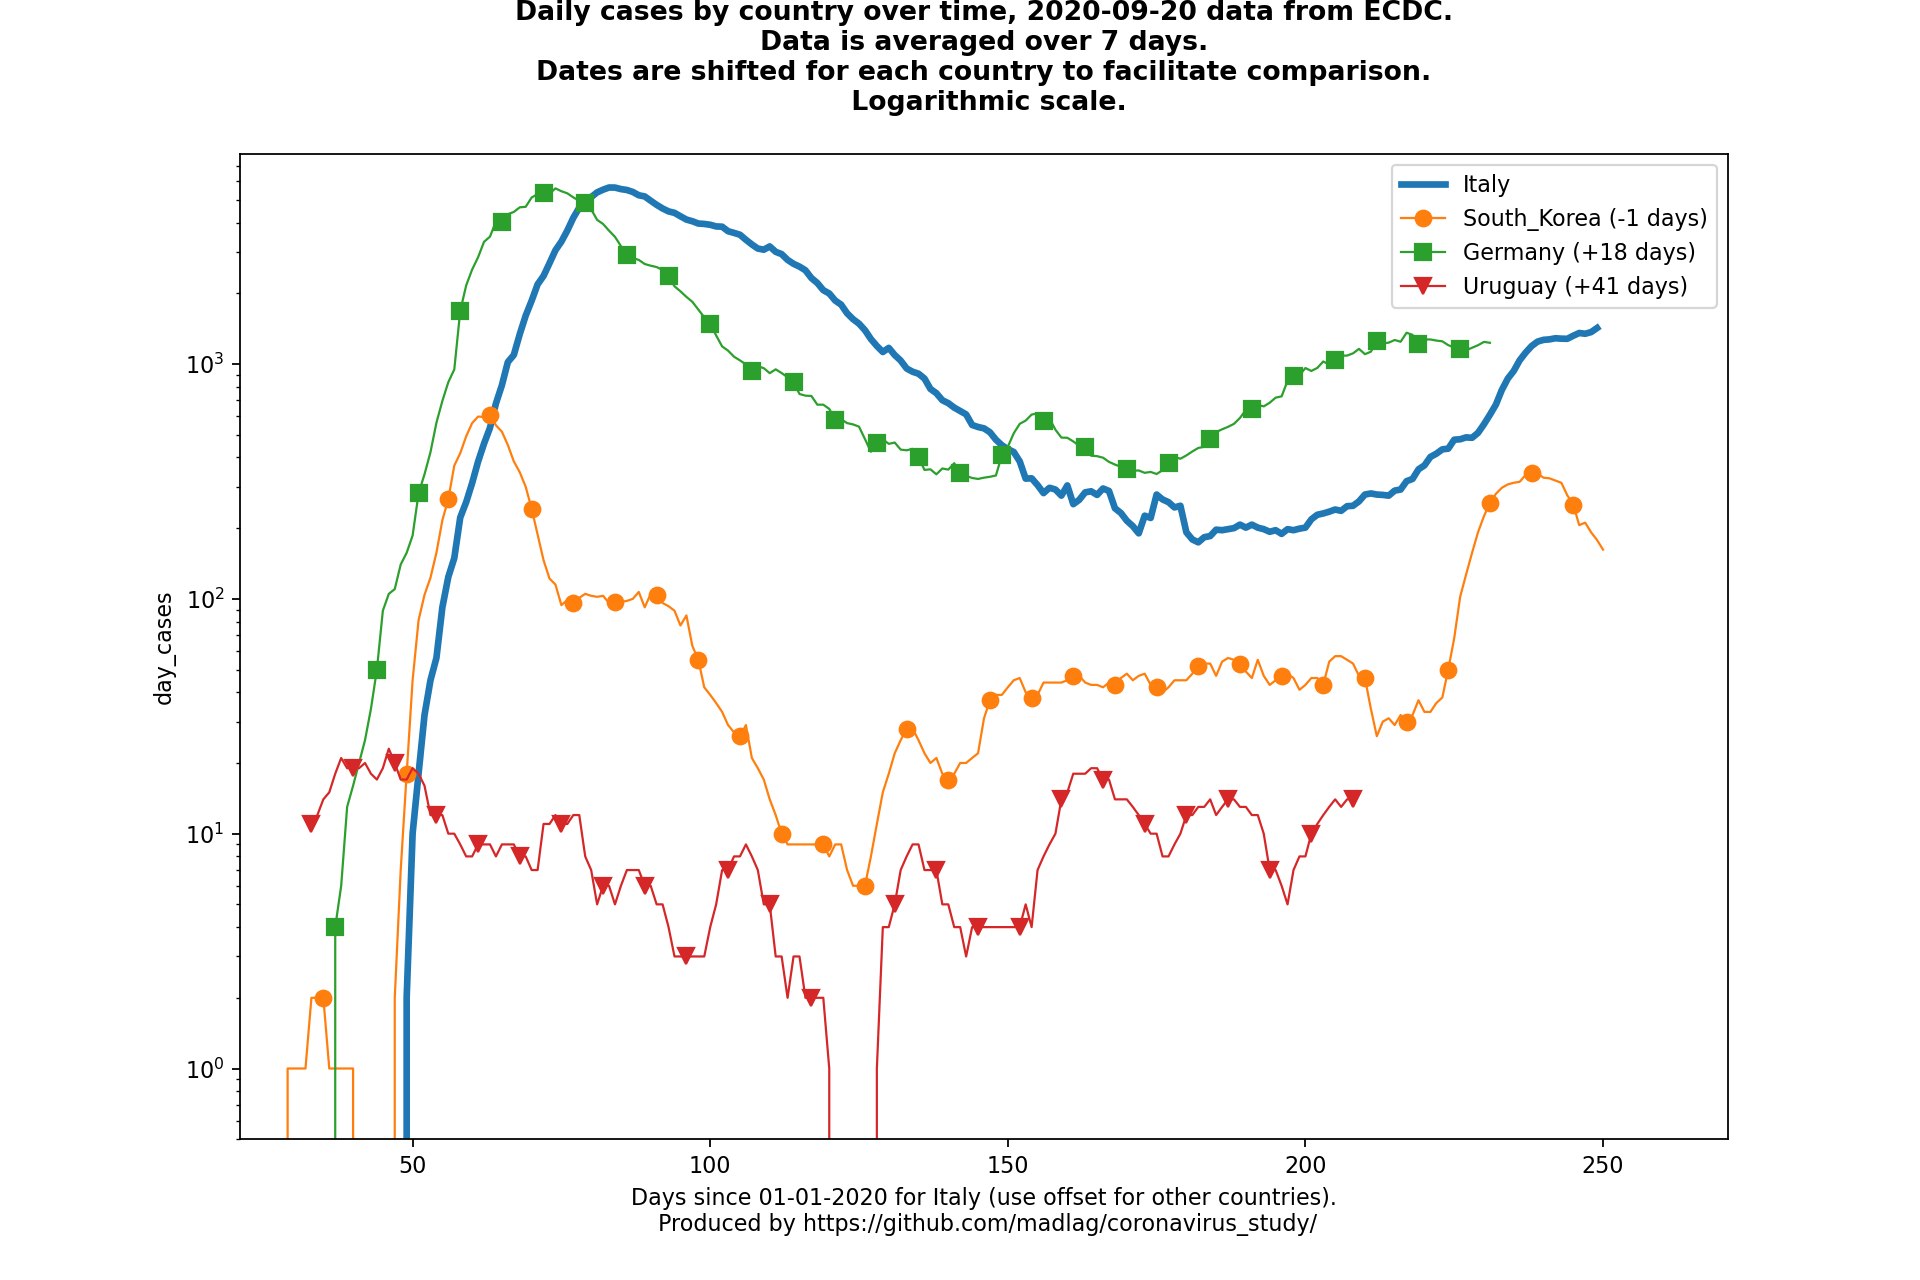 Daily cases by country over time, 2020-09-20 data from ECDC.
Data is averaged over 7 days.
Dates are shifted for each country to facilitate comparison.
Logarithmic scale.
Italy
South_Korea (-1 days)
Germany (+18 days)
Uruguay (+41 days)
day_cases
10³
10²
10¹
10⁰
50 100 150 200 250
Days since 01-01-2020 for Italy (use offset for other countries).
Produced by https://github.com/madlag/coronavirus_study/